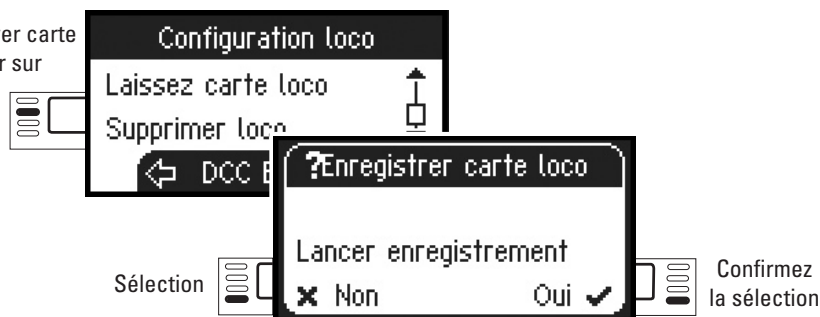 er carte
r sur
Configuration loco
Laissez carte loco
Supprimer loco
DCC
?Enregistrer carte loco
Lancer enregistrement
Non
Oui
Sélection
Confirmez
la sélection